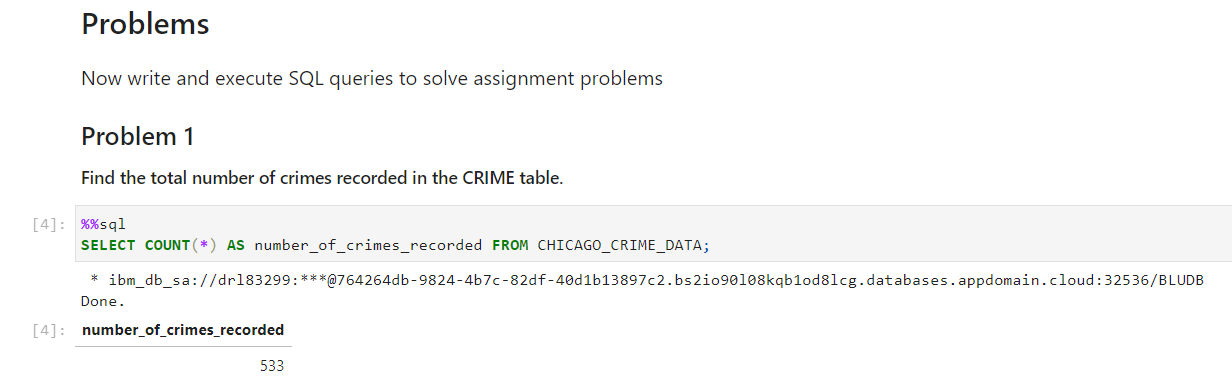 Problems
Now write and execute SQL queries to solve assignment problems
Problem 1
Find the total number of crimes recorded in the CRIME table.
[4]: %%sql
SELECT COUNT(*) AS number_of_crimes_recorded FROM CHICAGO_CRIME_DATA;
* ibm_db_sa://drl83299:***@764264db-9824-4b7c-82df-40d1b13897c2.bs2io90l08kqb1od8lcg.databases.appdomain.cloud:32536/BLUDB
Done.
[4]: number_of_crimes_recorded
533